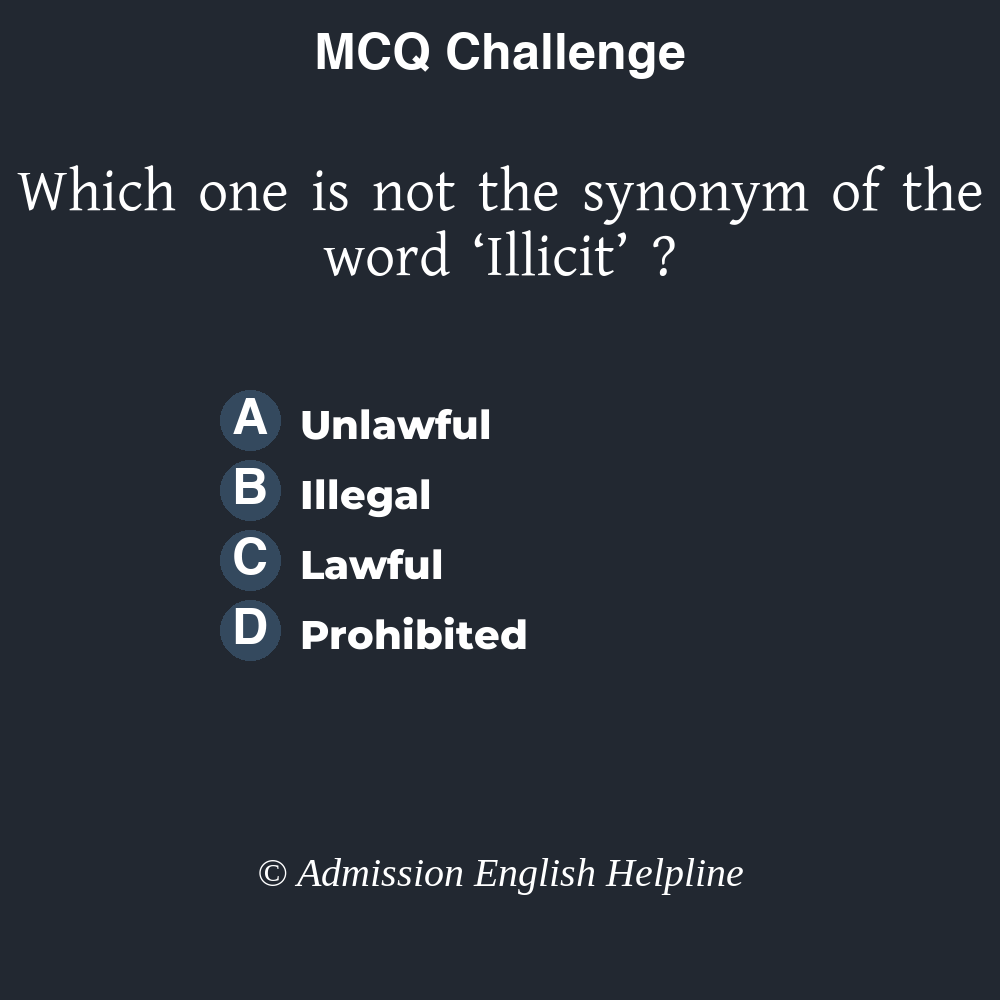 MCQ Challenge
Which one is not the synonym of the
word ‘Illicit’ ?
A Unlawful
B Illegal
C Lawful
D Prohibited
© Admission English Helpline